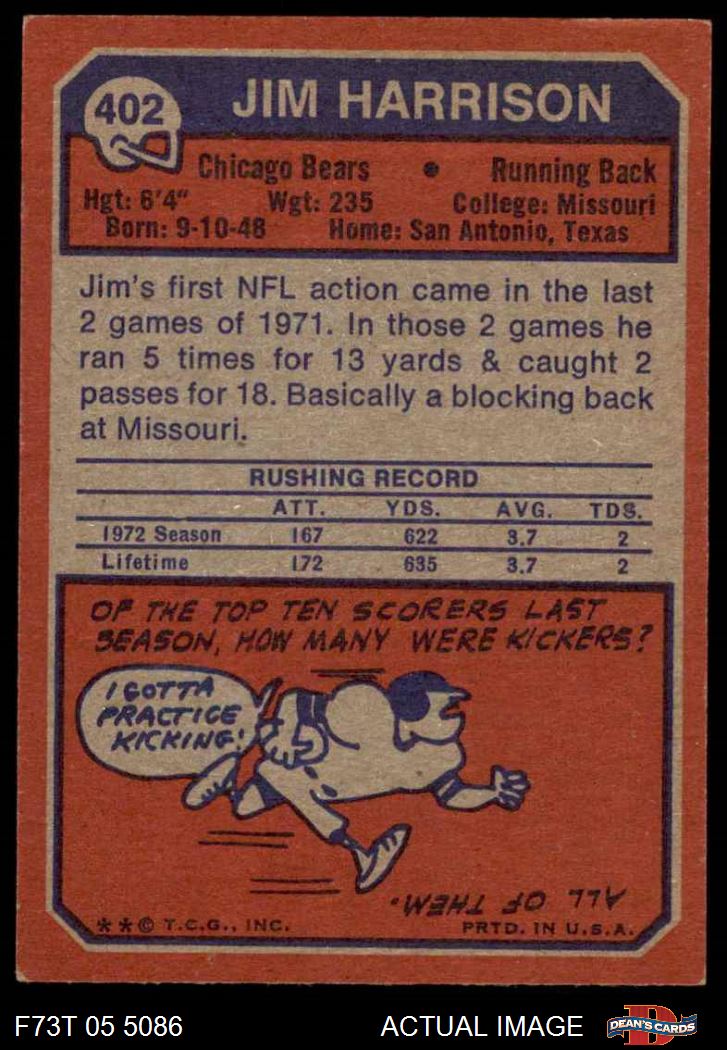 402
JIM HARRISON
Chicago Bears • Running Back
Hgt: 6'4" Wgt: 235 College: Missouri
Born: 9-10-48 Home: San Antonio, Texas
Jim's first NFL action came in the last
2 games of 1971. In those 2 games he
ran 5 times for 13 yards & caught 2
passes for 18. Basically a blocking back
at Missouri.
RUSHING RECORD
ATT. YDS. AVG. TDS.
1972 Season 167 622 3.7 2
Lifetime 172 635 3.7 2
OF THE TOP TEN SCORERS LAST
SEASON, HOW MANY WERE KICKERS?
I GOTTA
PRACTICE
KICKING!
ALL OF THEM.
**© T.C.G., INC. PRTD. IN U.S.A.
F73T 05 5086 ACTUAL IMAGE
D
DEAN'S CARDS